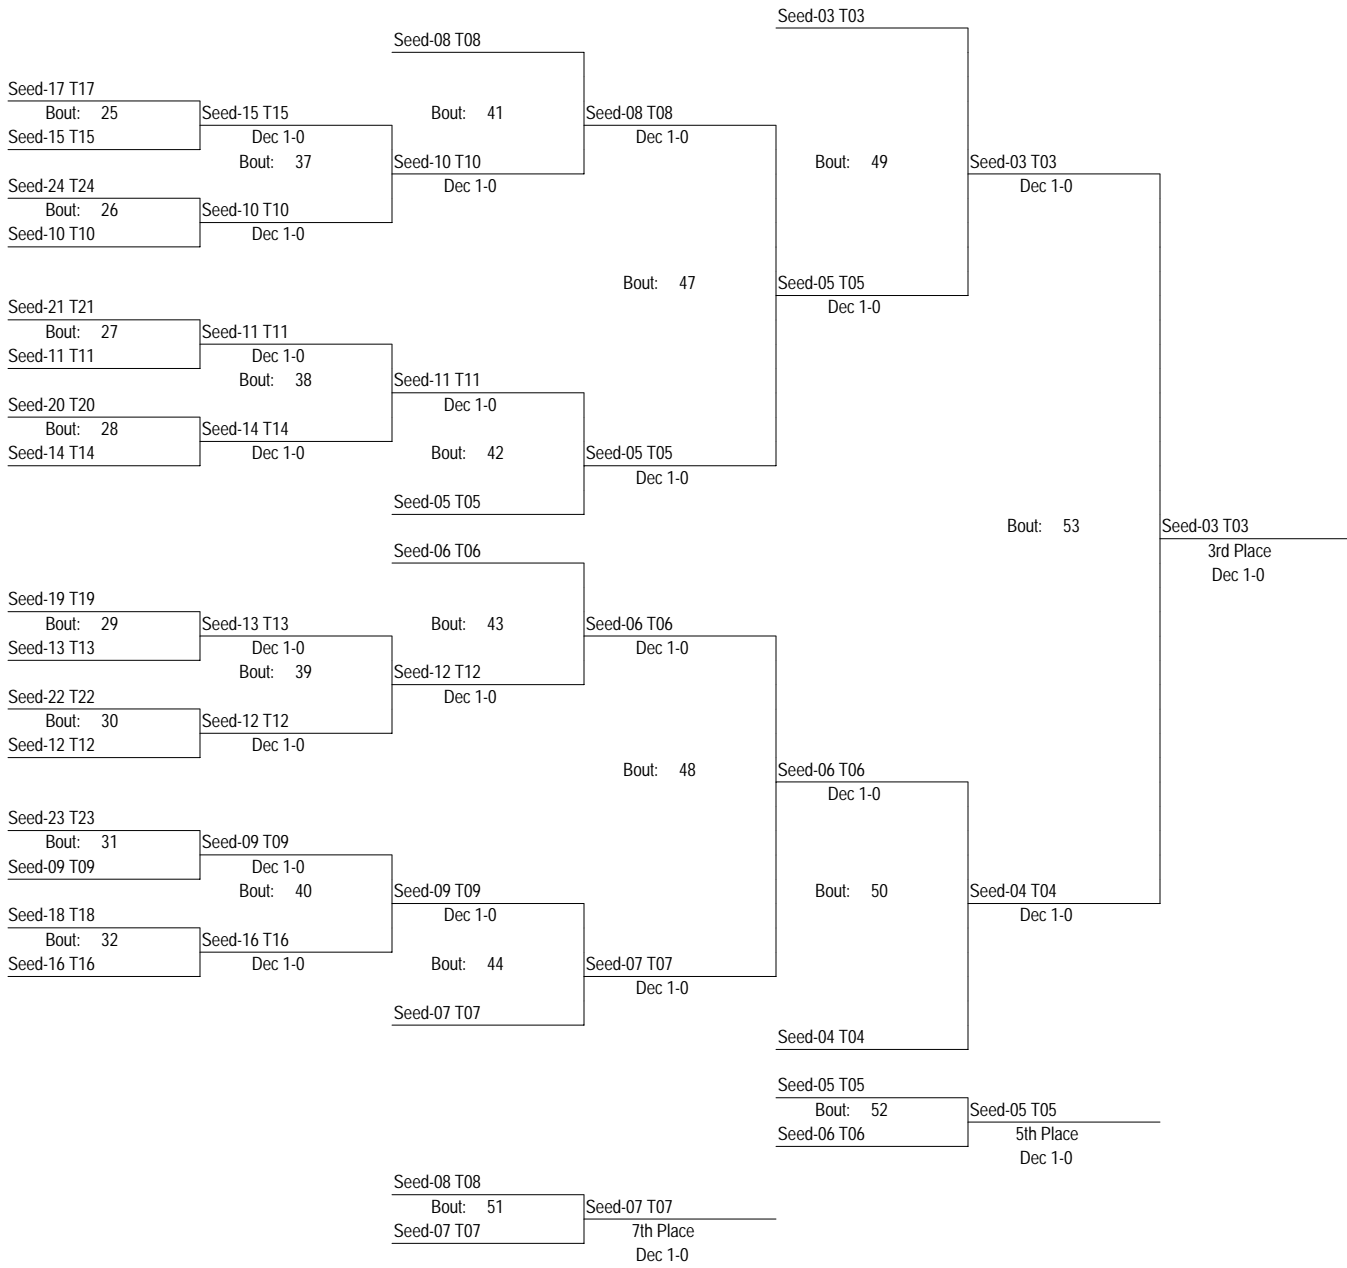 Seed-03 T03
Seed-08 T08
Seed-17 T17
Bout: 25
Seed-15 T15
Seed-15 T15
Dec 1-0
Bout: 37
Seed-24 T24
Bout: 26
Seed-10 T10
Seed-10 T10
Dec 1-0
Bout: 41
Seed-10 T10
Dec 1-0
Seed-08 T08
Dec 1-0
Seed-21 T21
Bout: 27
Seed-11 T11
Seed-11 T11
Dec 1-0
Bout: 38
Seed-20 T20
Bout: 28
Seed-14 T14
Seed-14 T14
Dec 1-0
Seed-11 T11
Dec 1-0
Bout: 42
Seed-05 T05
Seed-05 T05
Dec 1-0
Bout: 47
Seed-05 T05
Dec 1-0
Bout: 49
Seed-03 T03
Dec 1-0
Bout: 53
Seed-03 T03
3rd Place
Dec 1-0
Seed-06 T06
Seed-19 T19
Bout: 29
Seed-13 T13
Seed-13 T13
Dec 1-0
Bout: 39
Seed-22 T22
Bout: 30
Seed-12 T12
Seed-12 T12
Dec 1-0
Bout: 43
Seed-12 T12
Dec 1-0
Seed-06 T06
Dec 1-0
Bout: 48
Seed-23 T23
Bout: 31
Seed-09 T09
Seed-09 T09
Dec 1-0
Bout: 40
Seed-18 T18
Bout: 32
Seed-16 T16
Seed-16 T16
Dec 1-0
Seed-09 T09
Dec 1-0
Bout: 44
Seed-07 T07
Seed-07 T07
Dec 1-0
Seed-06 T06
Dec 1-0
Bout: 50
Seed-04 T04
Seed-04 T04
Dec 1-0
Seed-05 T05
Bout: 52
Seed-06 T06
Seed-05 T05
5th Place
Dec 1-0
Seed-08 T08
Bout: 51
Seed-07 T07
Seed-07 T07
7th Place
Dec 1-0